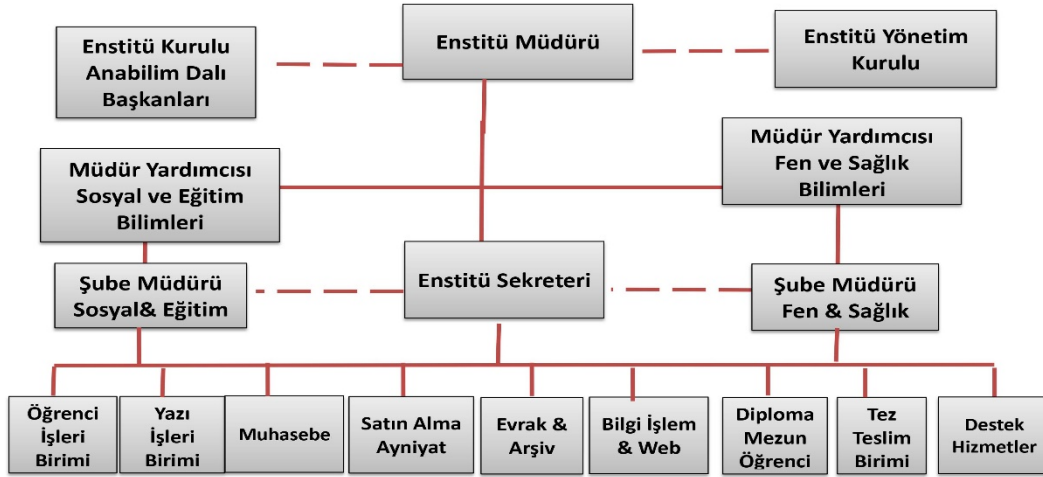 Enstitü Kurulu
Anabilim Dalı
Başkanları
Enstitü Müdürü
Enstitü Yönetim
Kurulu
Müdür Yardımcısı
Sosyal ve Eğitim
Bilimleri
Müdür Yardımcısı
Fen ve Sağlık
Bilimleri
Şube Müdürü
Sosyal& Eğitim
Enstitü Sekreteri
Şube Müdürü
Fen & Sağlık
Öğrenci
İşleri
Birimi
Yazı
İşleri
Birimi
Muhasebe
Satın Alma
Ayniyat
Evrak &
Arşiv
Bilgi İşlem
& Web
Diploma
Mezun
Öğrenci
Tez
Teslim
Birimi
Destek
Hizmetler